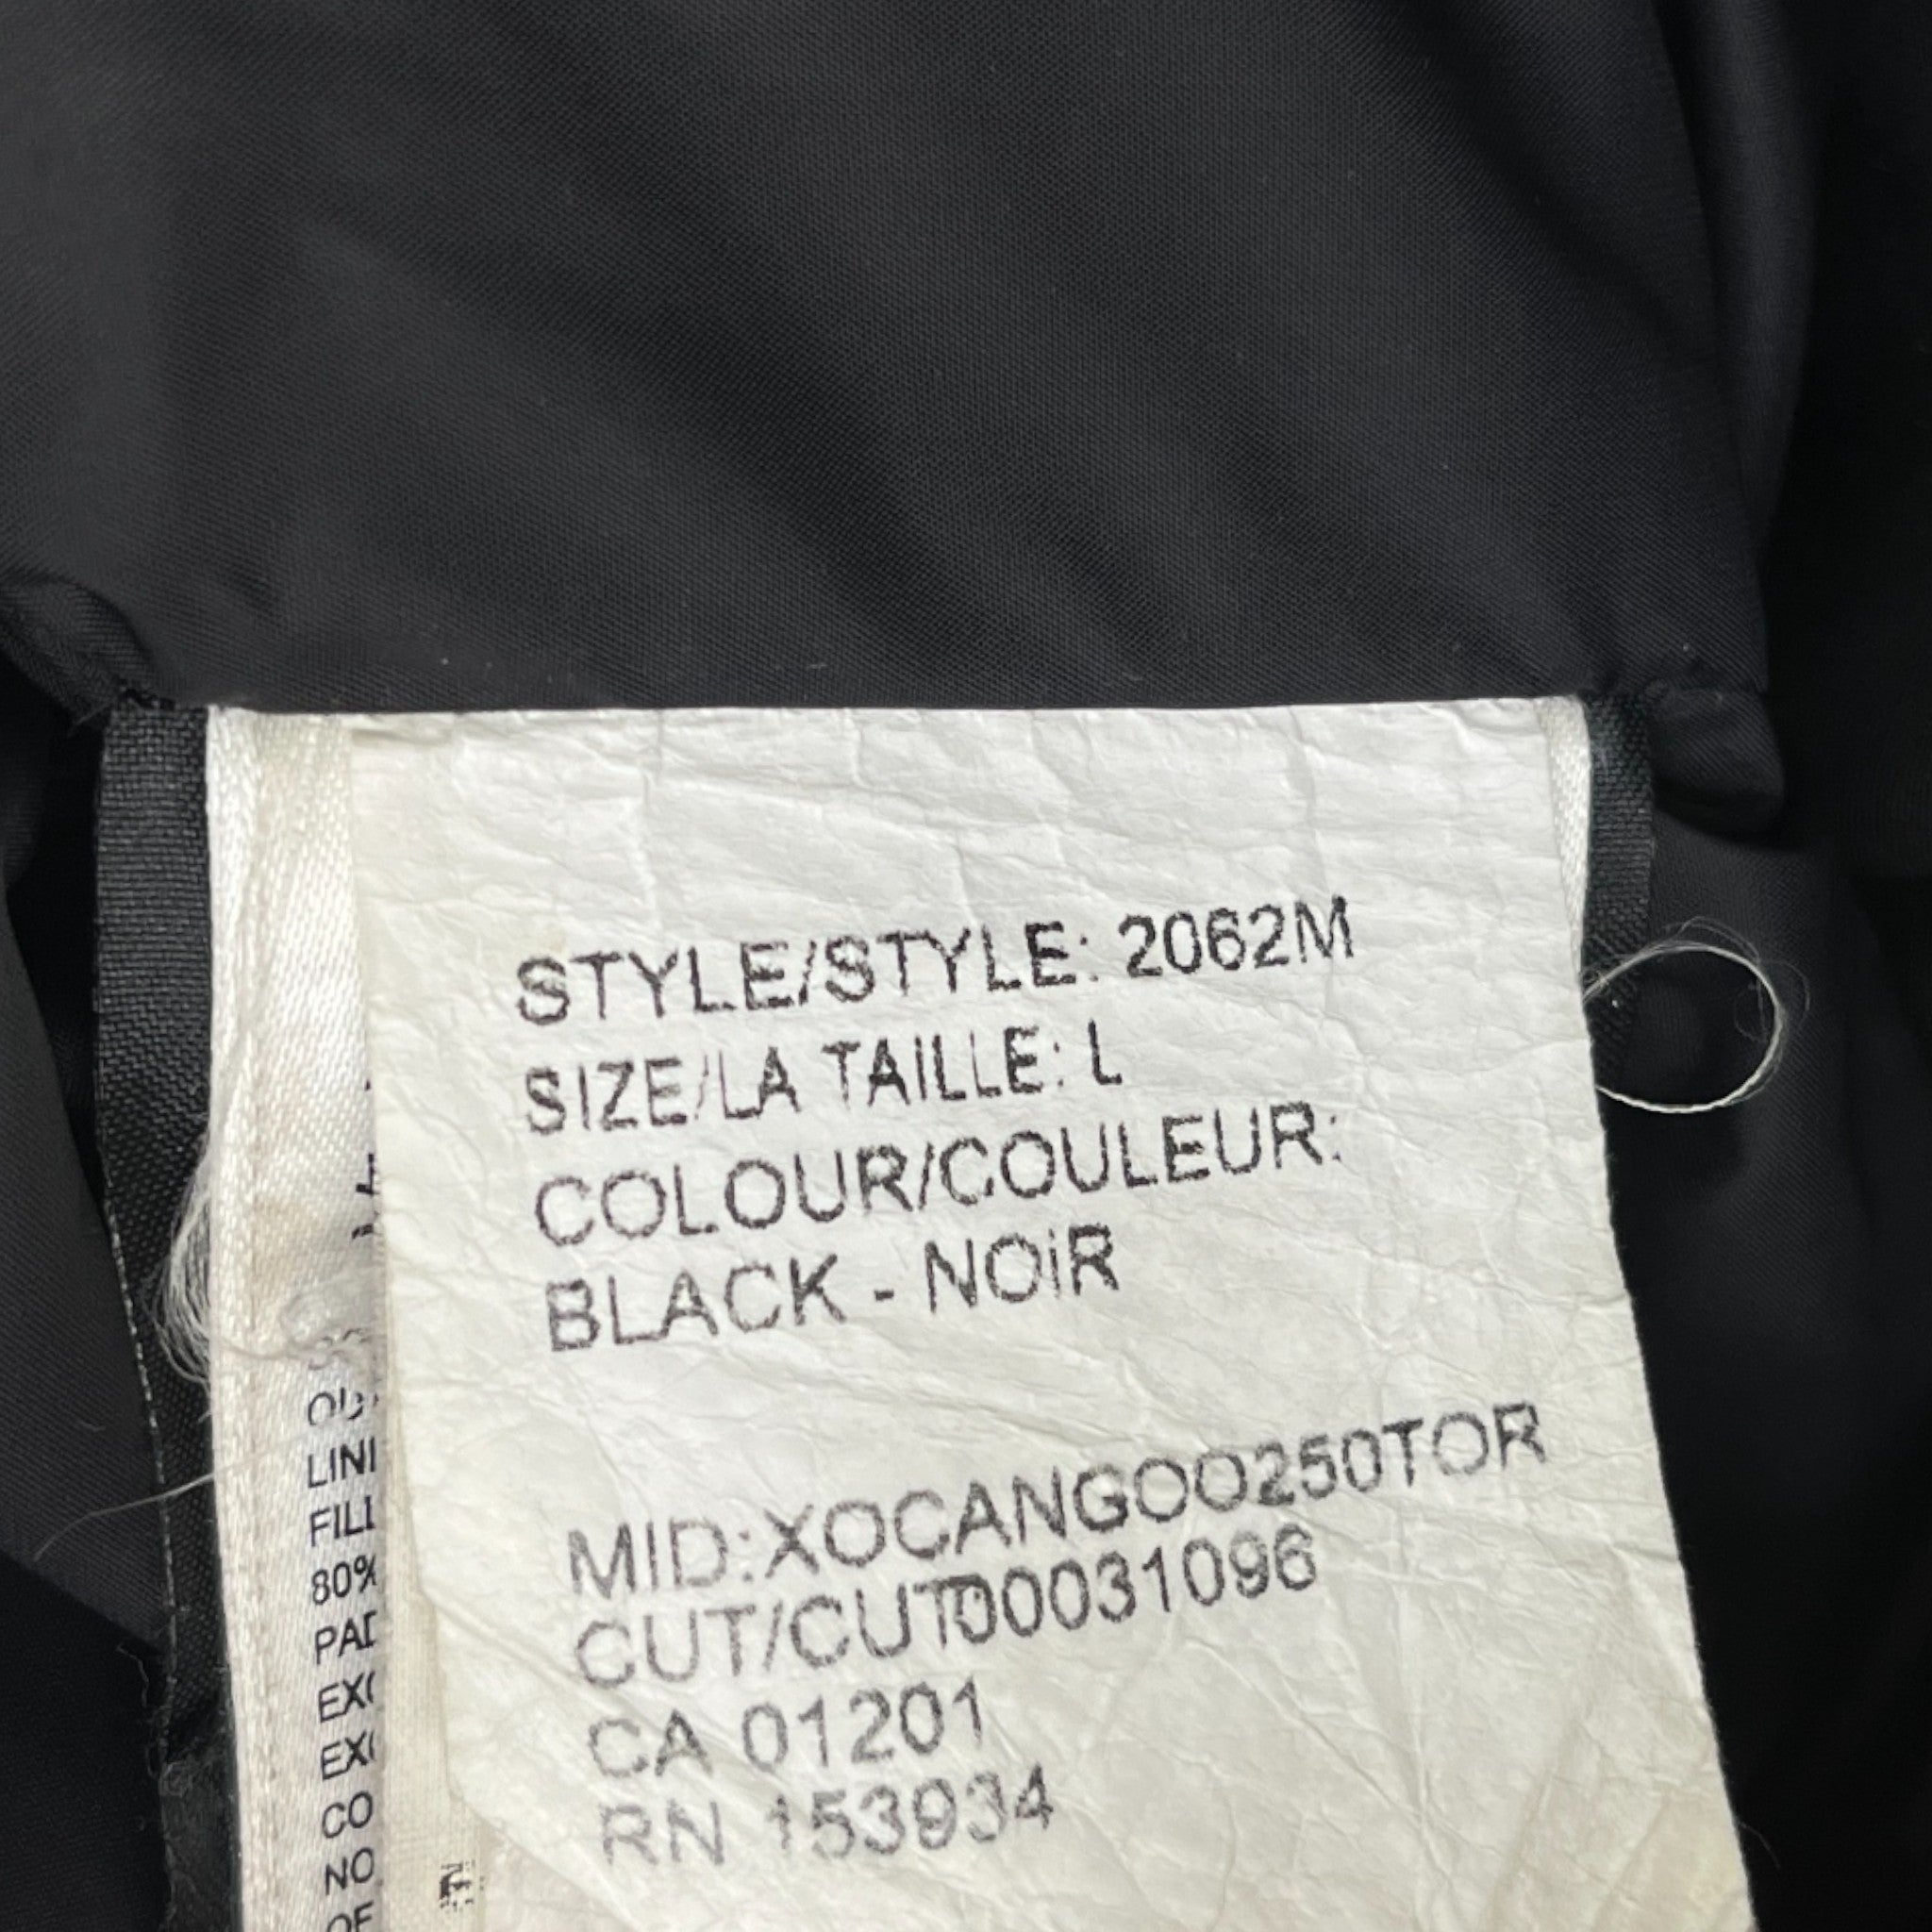 STYLE/STYLE: 2062M
SIZE/LA TAILLE: L
COLOUR/COULEUR:
BLACK - NOiR
MID:XOCANGOO250TOR
CUT/CUT00031096
CA 01201
RN 153934
LINI
FILL
80%
PAD
EXC
EXC
CO
NO
OF